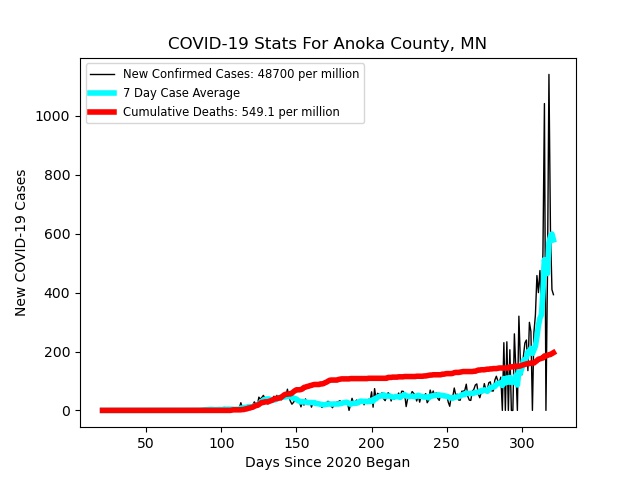 COVID-19 Stats For Anoka County, MN
New Confirmed Cases: 48700 per million
7 Day Case Average
Cumulative Deaths: 549.1 per million
New COVID-19 Cases
1000
800
600
400
200
0
50 100 150 200 250 300
Days Since 2020 Began